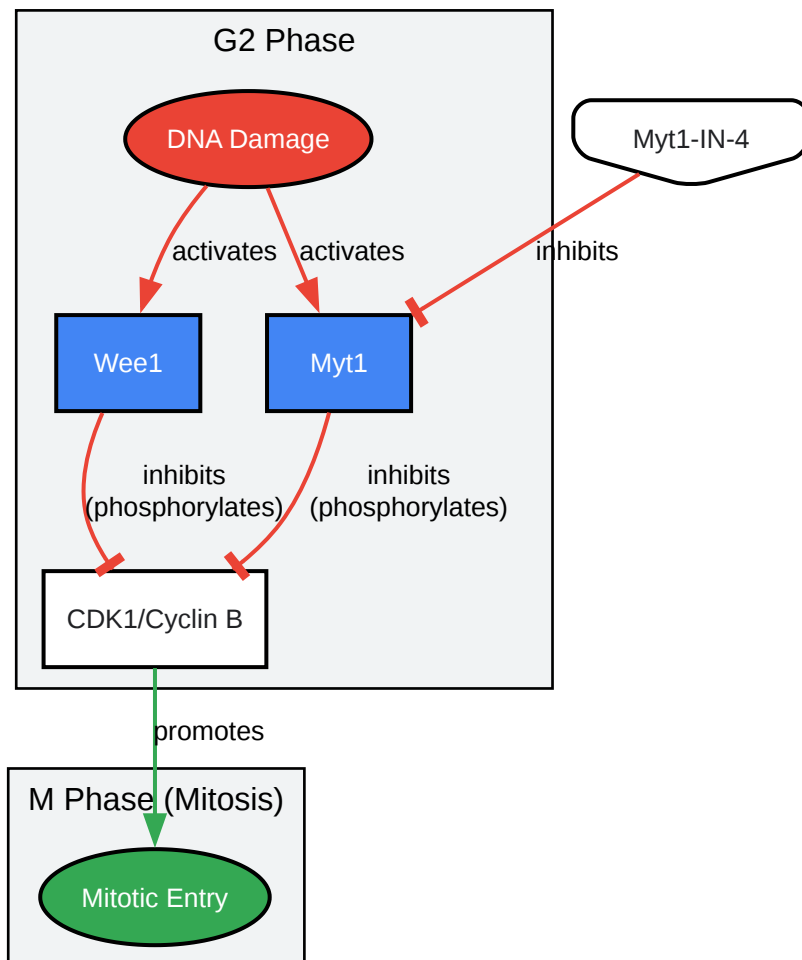 G2 Phase
DNA Damage
Myt1-IN-4
activates
activates
inhibits
Wee1
Myt1
inhibits
(phosphorylates)
inhibits
(phosphorylates)
CDK1/Cyclin B
promotes
M Phase (Mitosis)
Mitotic Entry